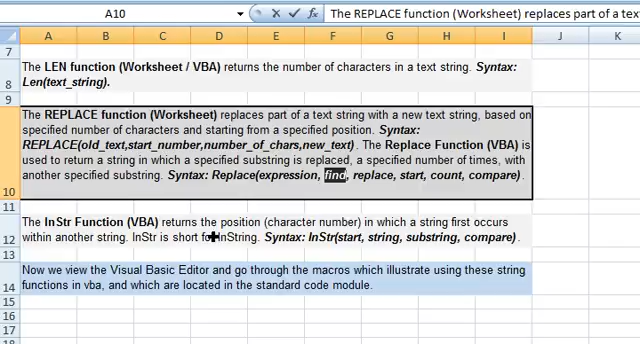 A10
The REPLACE function (Worksheet) replaces part of a text
A B C D E F G H I J K
7
The LEN function (Worksheet / VBA) returns the number of characters in a text string. Syntax:
8 Len(text_string).
9
The REPLACE function (Worksheet) replaces part of a text string with a new text string, based on
specified number of characters and starting from a specified position. Syntax:
REPLACE(old_text,start_number,number_of_chars,new_text). The Replace Function (VBA) is
used to return a string in which a specified substring is replaced, a specified number of times, with
another specified substring. Syntax: Replace(expression, find, replace, start, count, compare).
10
11
The InStr Function (VBA) returns the position (character number) in which a string first occurs
12 within another string. InStr is short for InString. Syntax: InStr(start, string, substring, compare).
13
Now we view the Visual Basic Editor and go through the macros which illustrate using these string
14 functions in vba, and which are located in the standard code module.
15
16
17
18